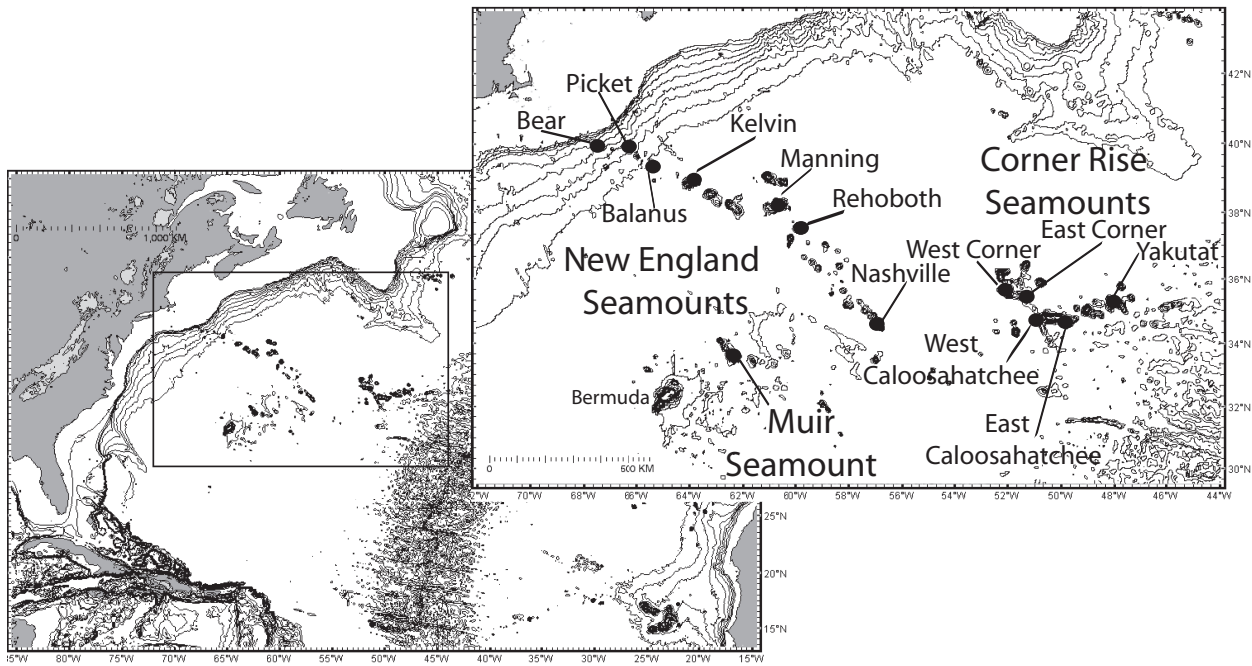 Picket
Bear
Kelvin
Manning
Corner Rise
Seamounts
Balanus
Rehoboth
East Corner
West Corner
Yakutat
New England
Seamounts
Nashville
West
Caloosahatchee
Bermuda
Muir
Seamount
East
Caloosahatchee
0 500 KM
42°N
40°N
38°N
36°N
34°N
32°N
30°N
70°W 68°W 66°W 64°W 62°W 60°W 58°W 56°W 54°W 52°W 50°W 48°W 46°W 44°W
0 1,000 KM
25°N
20°N
15°N
80°W 75°W 70°W 65°W 60°W 55°W 50°W 45°W 40°W 35°W 30°W 25°W 20°W 15°W